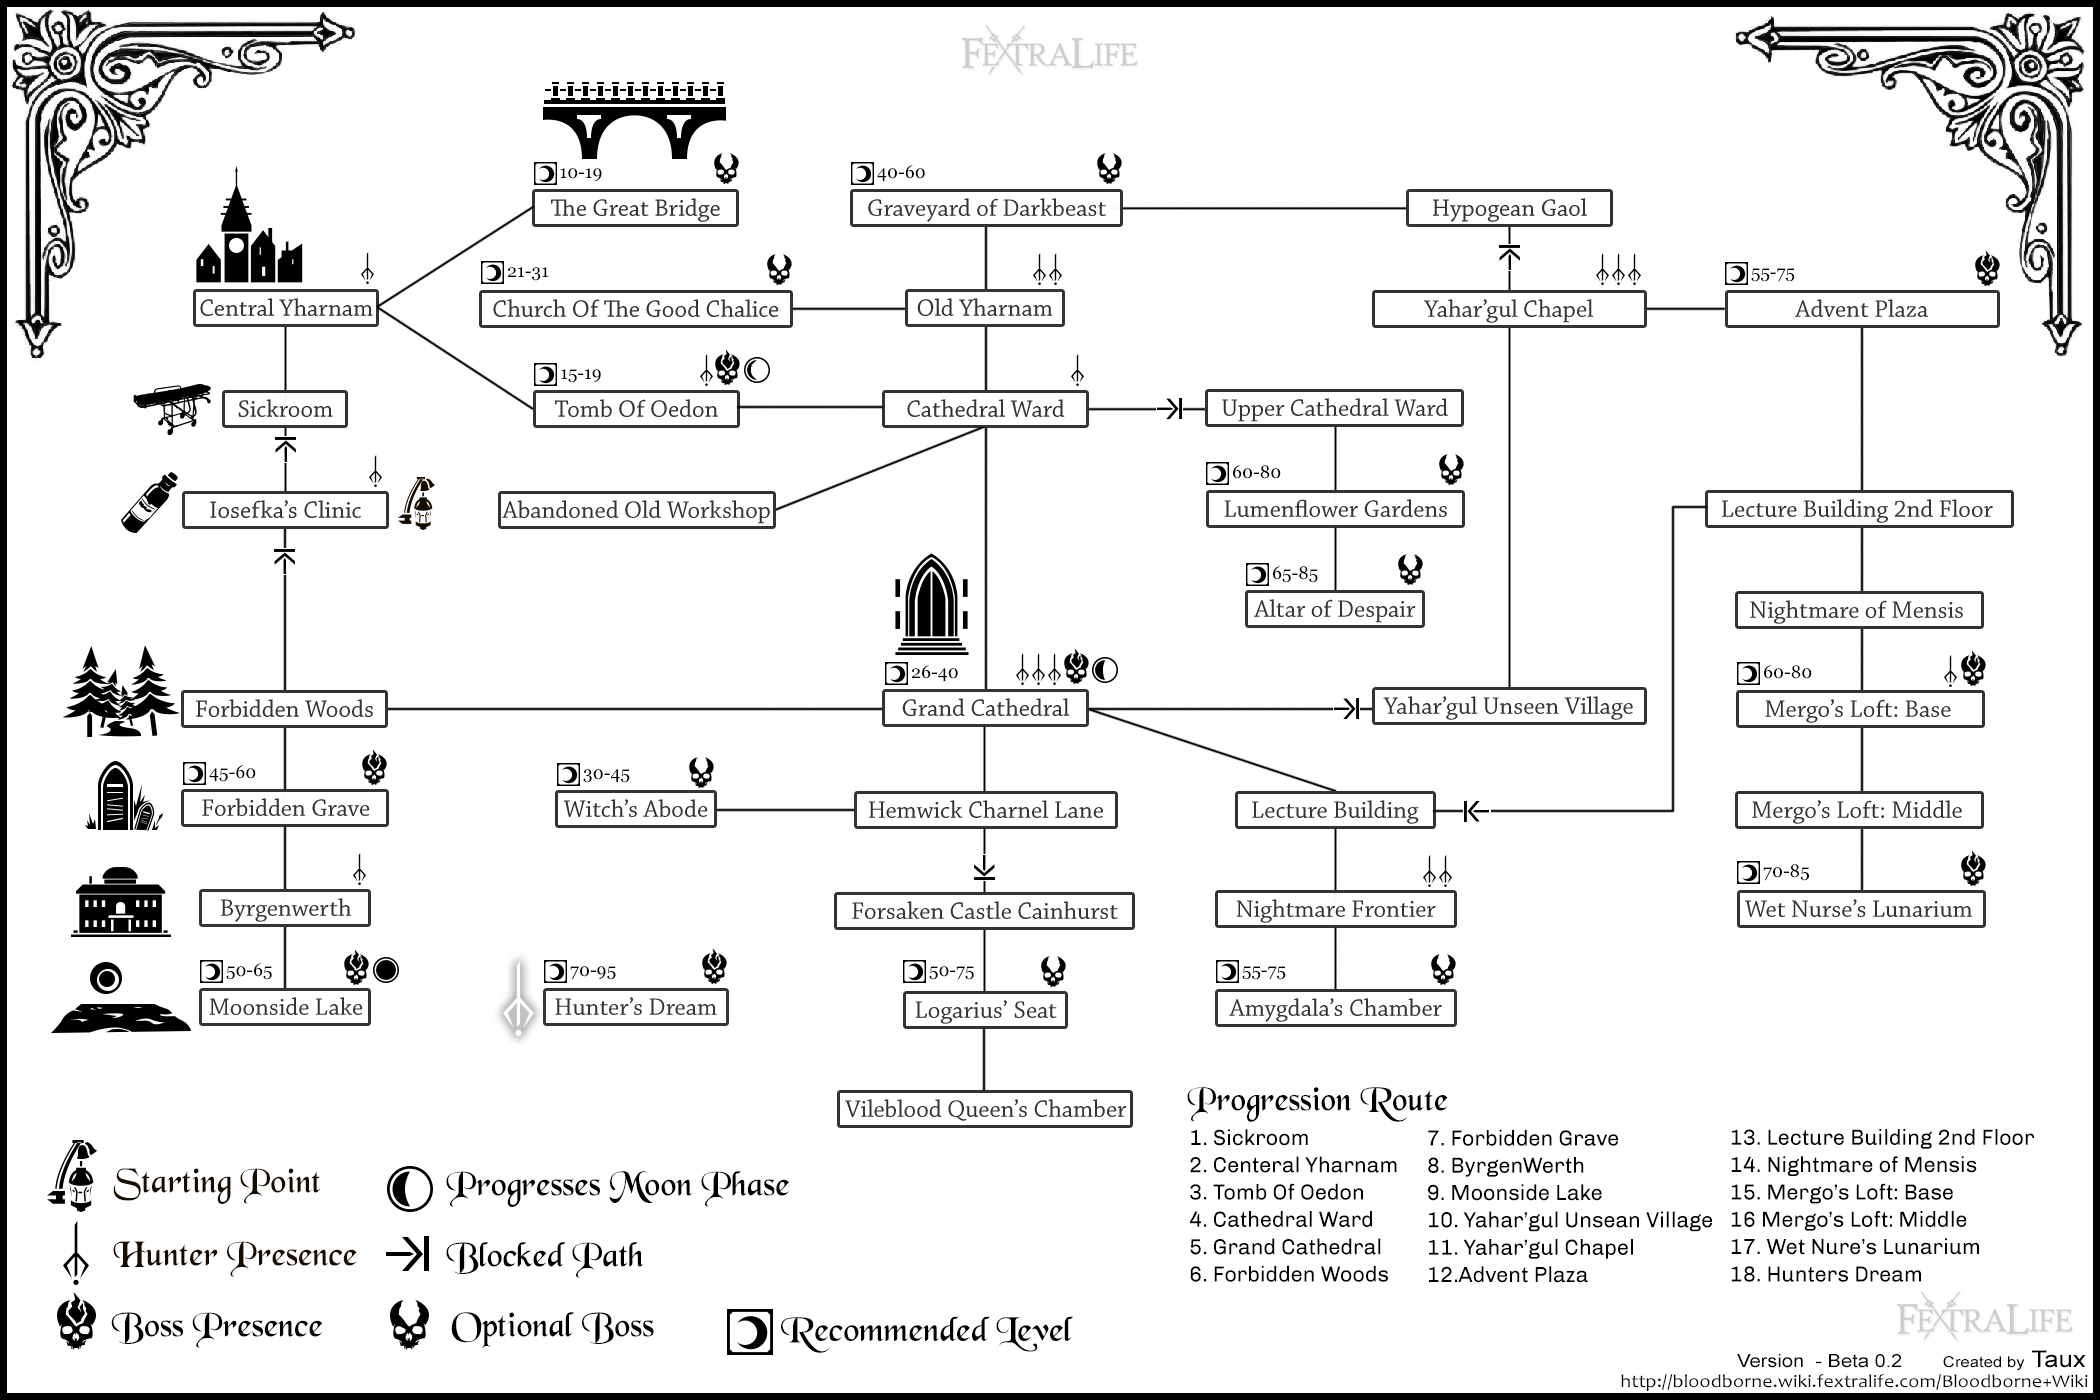 FEXTRALIFE
10-19
40-60
The Great Bridge
Graveyard of Darkbeast
Hypogean Gaol
21-31
55-75
Central Yharnam
Church Of The Good Chalice
Old Yharnam
Yahar'gul Chapel
Advent Plaza
15-19
Sickroom
Tomb Of Oedon
Cathedral Ward
Upper Cathedral Ward
60-80
Iosefka's Clinic
Abandoned Old Workshop
Lumenflower Gardens
Lecture Building 2nd Floor
65-85
Altar of Despair
Nightmare of Mensis
26-40
60-80
Forbidden Woods
Grand Cathedral
Yahar'gul Unseen Village
Mergo's Loft: Base
45-60
30-45
Forbidden Grave
Witch's Abode
Hemwick Charnel Lane
Lecture Building
Mergo's Loft: Middle
70-85
Byrgenwerth
Forsaken Castle Cainhurst
Nightmare Frontier
Wet Nurse's Lunarium
50-65
70-95
50-75
55-75
Moonside Lake
Hunter's Dream
Logarius' Seat
Amygdala's Chamber
Vileblood Queen's Chamber
Starting Point
Progresses Moon Phase
Hunter Presence
Blocked Path
Boss Presence
Optional Boss
Recommended Level
Progression Route
1. Sickroom
2. Centeral Yharnam
3. Tomb Of Oedon
4. Cathedral Ward
5. Grand Cathedral
6. Forbidden Woods
7. Forbidden Grave
8. ByrgenWerth
9. Moonside Lake
10. Yahar'gul Unsean Village
11. Yahar'gul Chapel
12.Advent Plaza
13. Lecture Building 2nd Floor
14. Nightmare of Mensis
15. Mergo's Loft: Base
16 Mergo's Loft: Middle
17. Wet Nure's Lunarium
18. Hunters Dream
FEXTRALIFE
Version - Beta 0.2 Created by Taux
http://bloodborne.wiki.fextralife.com/Bloodborne+Wiki